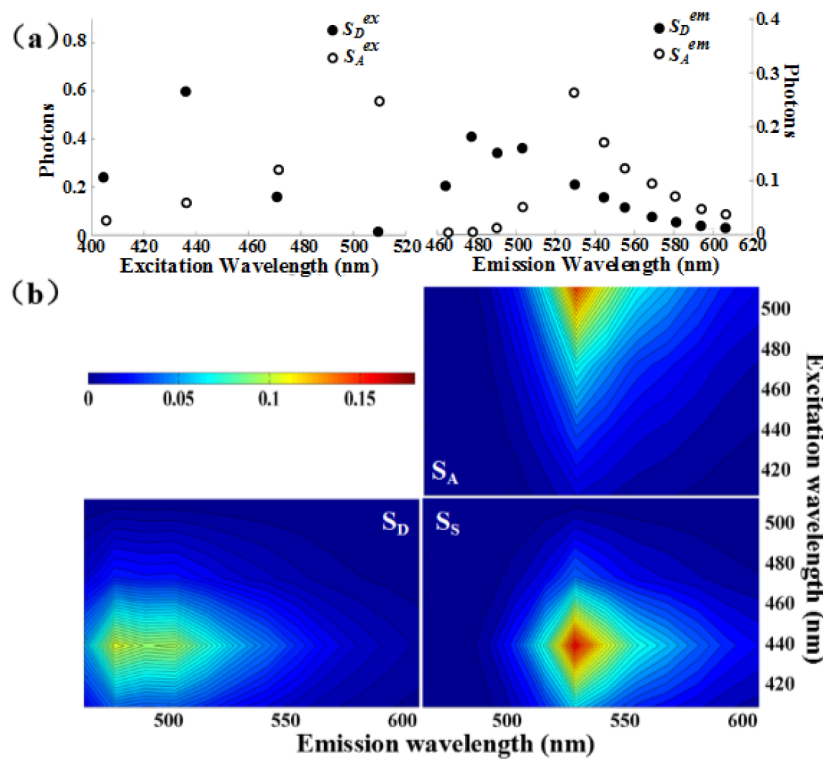 (a)
S_D^ex
S_A^ex
S_D^em
S_A^em
0.8
0.6
0.4
0.2
0
Photons
400 420 440 460 480 500 520
Excitation Wavelength (nm)
0.4
0.3
0.2
0.1
0
Photons
460 480 500 520 540 560 580 600 620
Emission Wavelength (nm)
(b)
0 0.05 0.1 0.15
S_A
500
480
460
440
420
S_D
S_S
500
480
460
440
420
Excitation wavelength (nm)
500 550 600
500 550 600
Emission wavelength (nm)